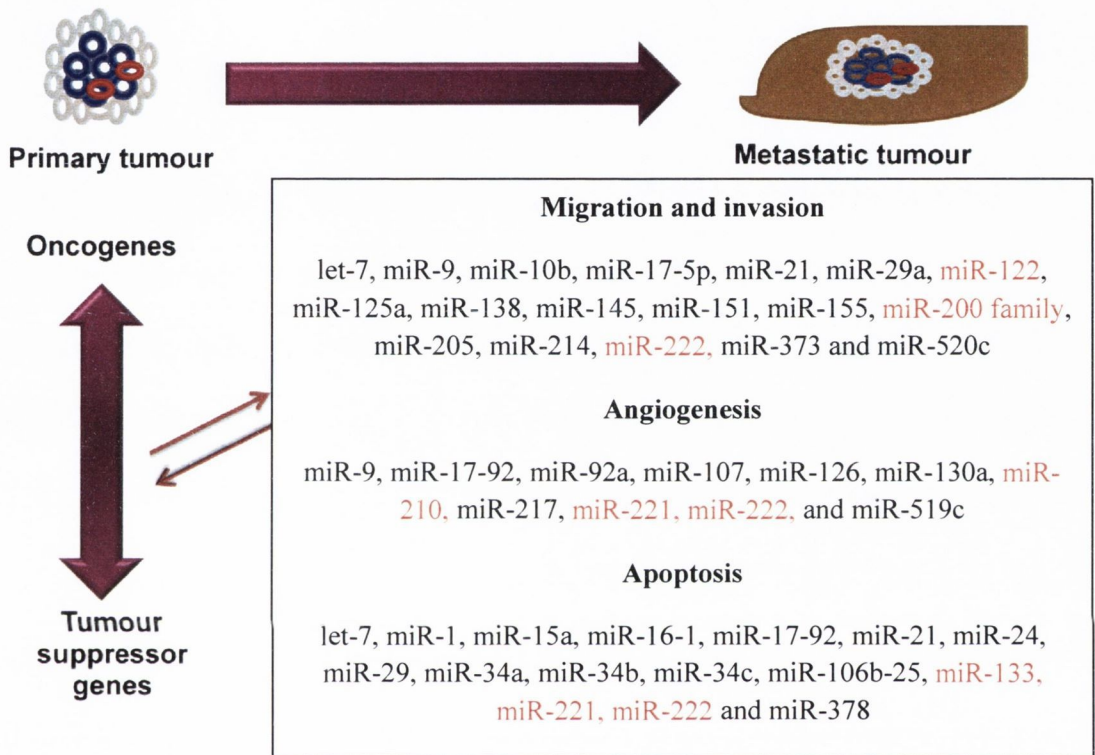 Primary tumour
Metastatic tumour
Oncogenes
Tumour
suppressor
genes
Migration and invasion
let-7, miR-9, miR-10b, miR-17-5p, miR-21, miR-29a, miR-122,
miR-125a, miR-138, miR-145, miR-151, miR-155, miR-200 family,
miR-205, miR-214, miR-222, miR-373 and miR-520c
Angiogenesis
miR-9, miR-17-92, miR-92a, miR-107, miR-126, miR-130a, miR-
210, miR-217, miR-221, miR-222, and miR-519c
Apoptosis
let-7, miR-1, miR-15a, miR-16-1, miR-17-92, miR-21, miR-24,
miR-29, miR-34a, miR-34b, miR-34c, miR-106b-25, miR-133,
miR-221, miR-222 and miR-378